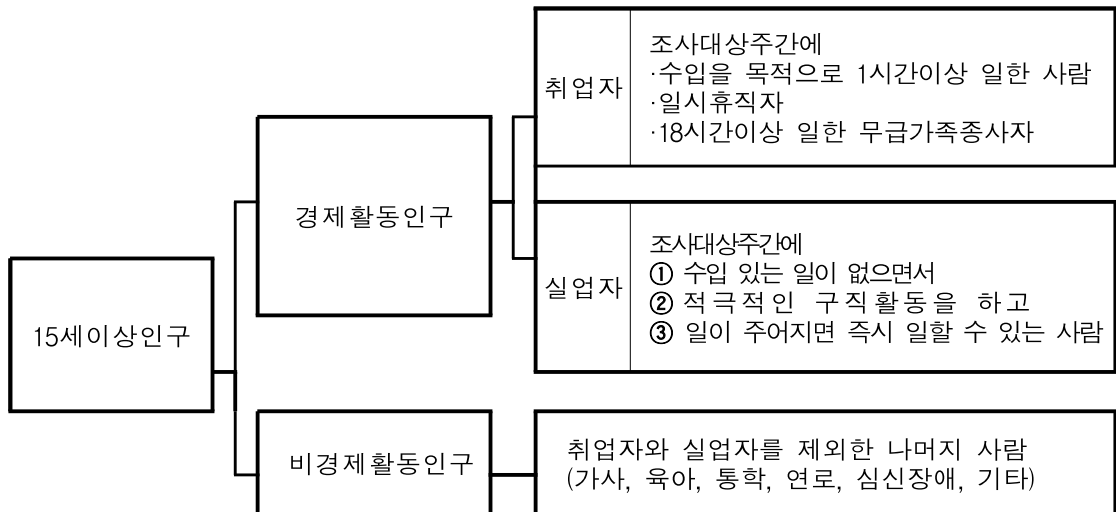 15세이상인구
경제활동인구
취업자
조사대상주간에
·수입을 목적으로 1시간이상 일한 사람
·일시휴직자
·18시간이상 일한 무급가족종사자
실업자
조사대상주간에
① 수입 있는 일이 없으면서
② 적극적인 구직활동을 하고
③ 일이 주어지면 즉시 일할 수 있는 사람
비경제활동인구
취업자와 실업자를 제외한 나머지 사람
(가사, 육아, 통학, 연로, 심신장애, 기타)